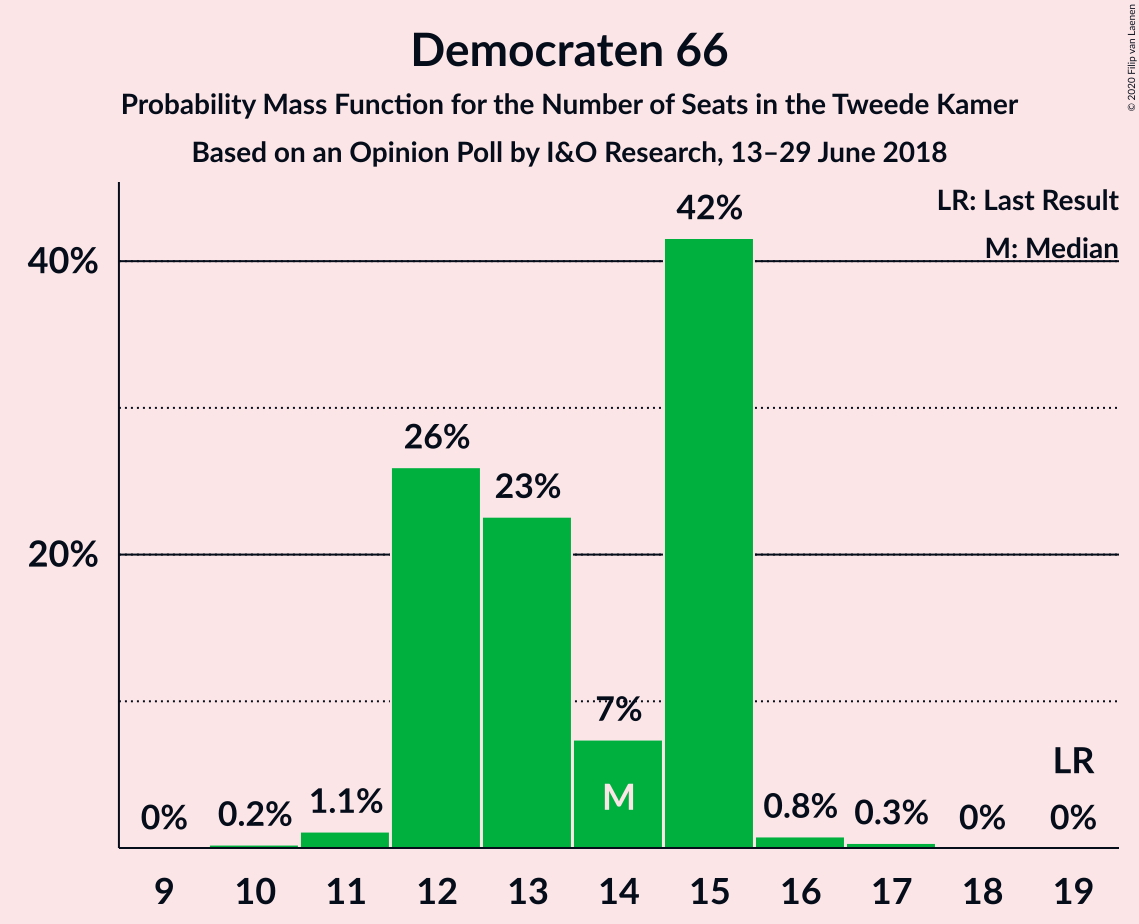 Democraten 66
Probability Mass Function for the Number of Seats in the Tweede Kamer
Based on an Opinion Poll by I&O Research, 13–29 June 2018
© 2020 Filip van Laenen
LR: Last Result
M: Median
40%
20%
0%
0.2%
1.1%
26%
23%
7%
M
42%
0.8%
0.3%
0%
LR
0%
9 10 11 12 13 14 15 16 17 18 19